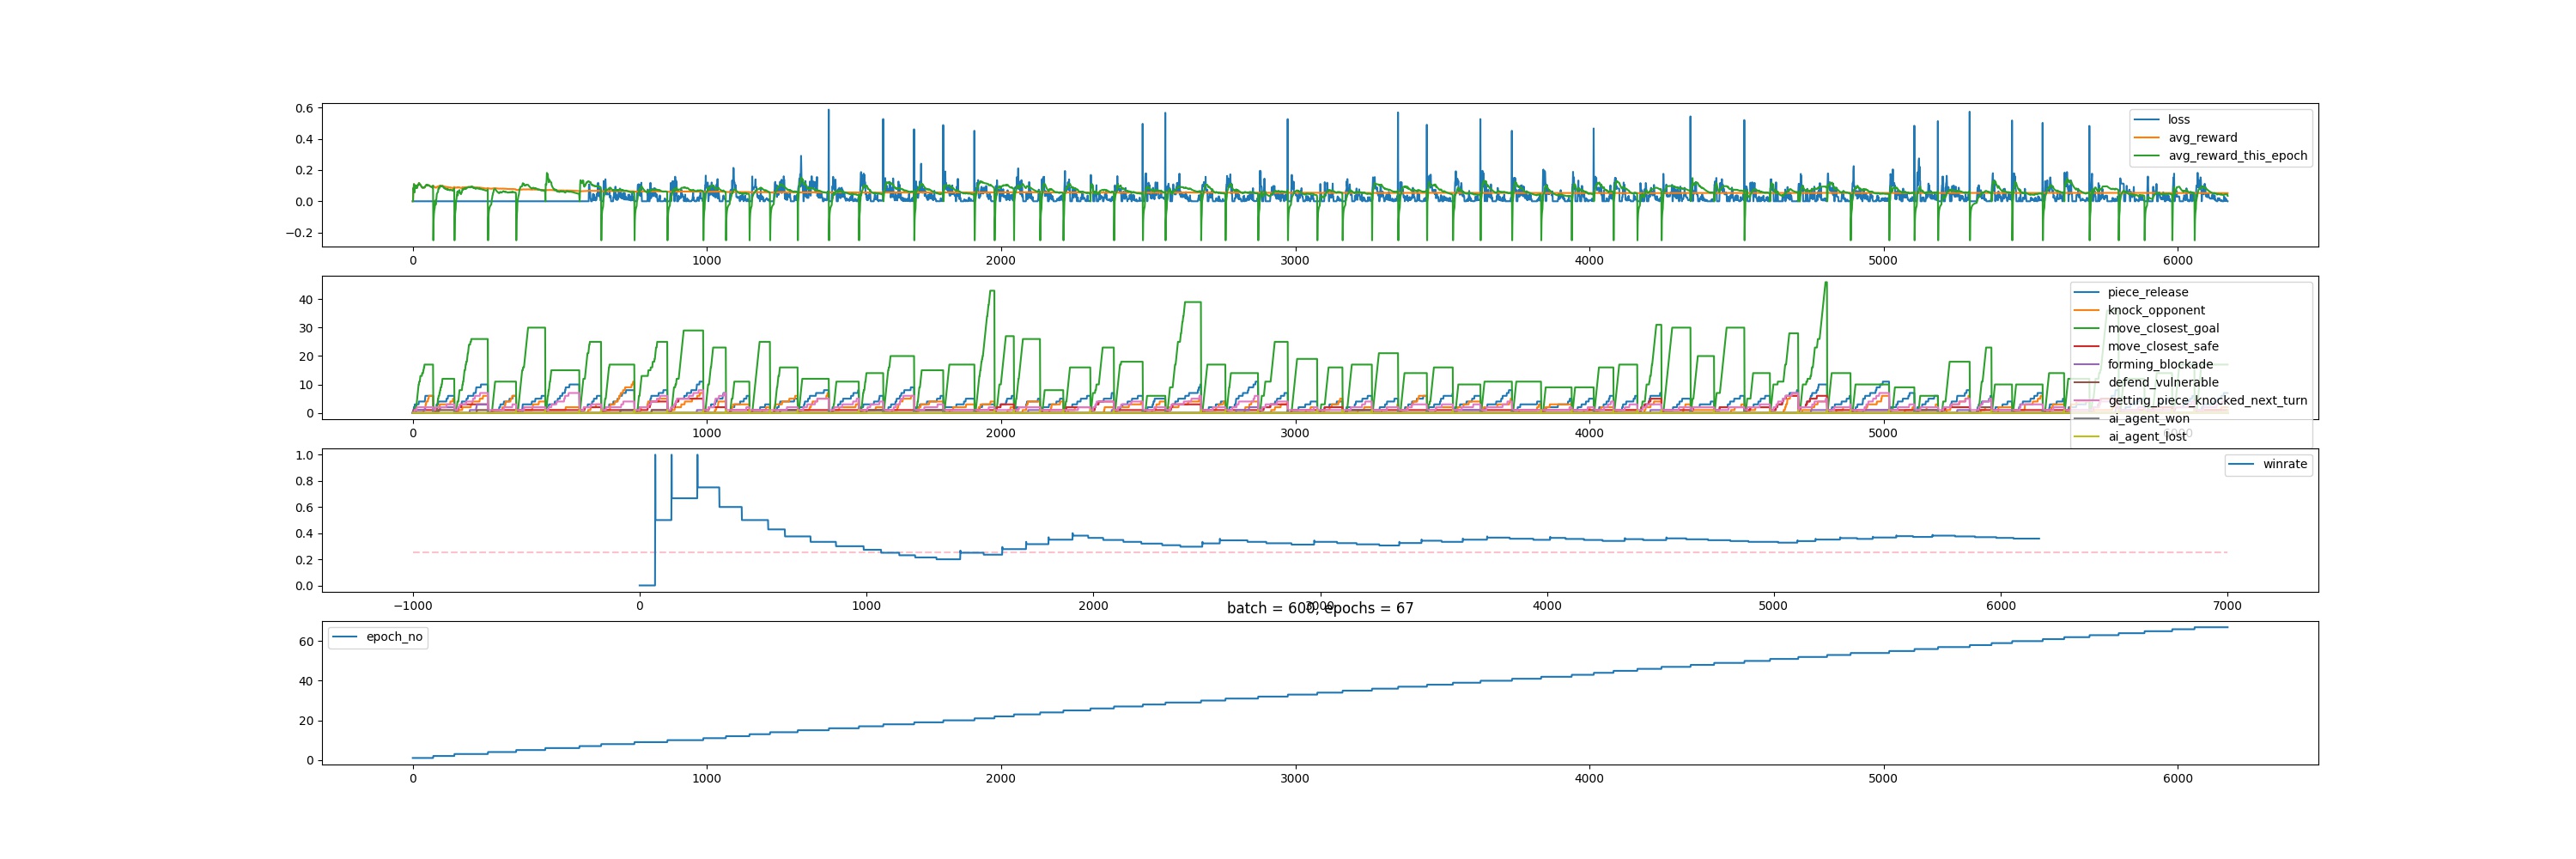 0.6
0.4
0.2
0.0
−0.2
loss
avg_reward
avg_reward_this_epoch
0 1000 2000 3000 4000 5000 6000
40
30
20
10
0
piece_release
knock_opponent
move_closest_goal
move_closest_safe
forming_blockade
defend_vulnerable
getting_piece_knocked_next_turn
ai_agent_won
ai_agent_lost
0 1000 2000 3000 4000 5000 6000
1.0
0.8
0.6
0.4
0.2
0.0
winrate
−1000 0 1000 2000 3000 4000 5000 6000 7000
batch = 600, epochs = 67
60
40
20
0
epoch_no
0 1000 2000 3000 4000 5000 6000